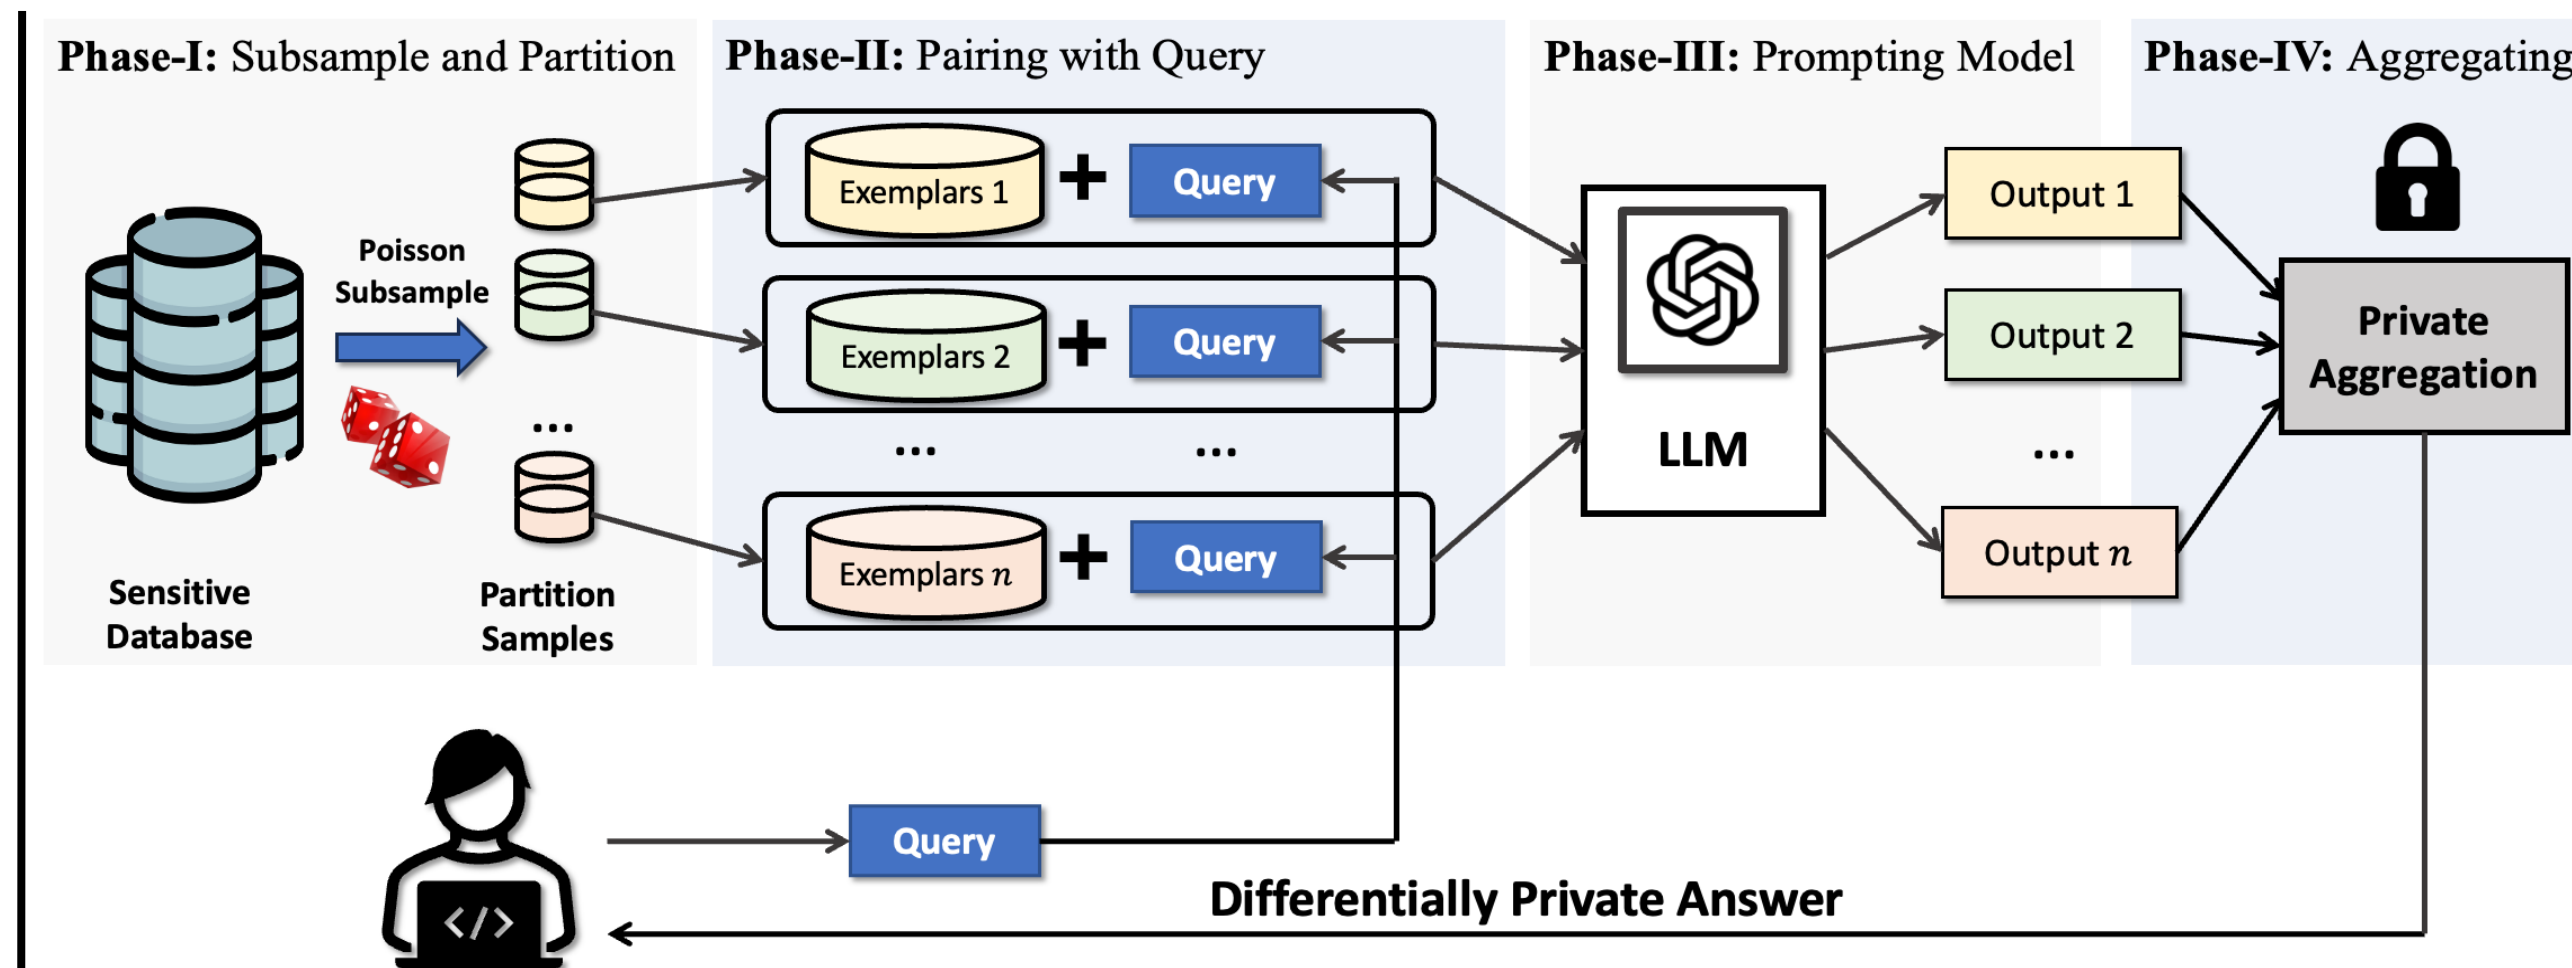 Phase-I: Subsample and Partition
Phase-II: Pairing with Query
Phase-III: Prompting Model
Phase-IV: Aggregating
Poisson
Subsample
...
Sensitive
Database
Partition
Samples
Exemplars 1
+
Query
Exemplars 2
+
Query
...
...
Exemplars n
+
Query
LLM
Output 1
Output 2
...
Output n
Private
Aggregation
</>
Query
Differentially Private Answer